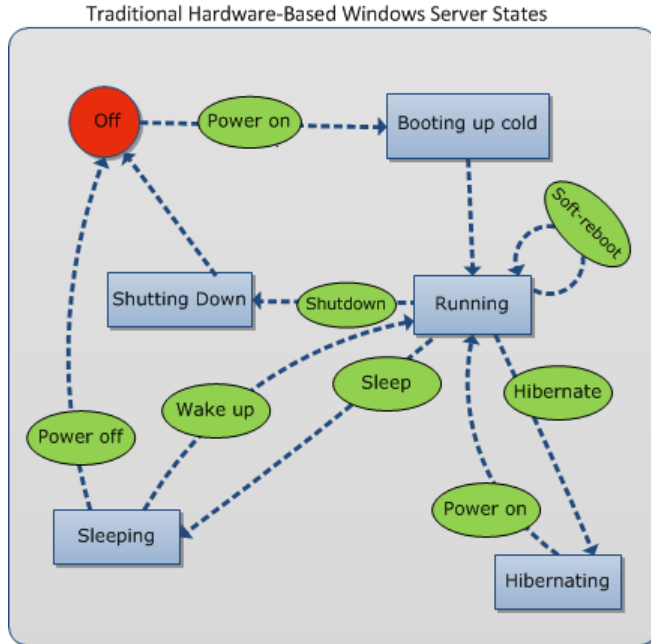 Traditional Hardware-Based Windows Server States
Off
Power on
Booting up cold
Soft-reboot
Shutting Down
Shutdown
Running
Sleep
Wake up
Hibernate
Power off
Power on
Sleeping
Hibernating